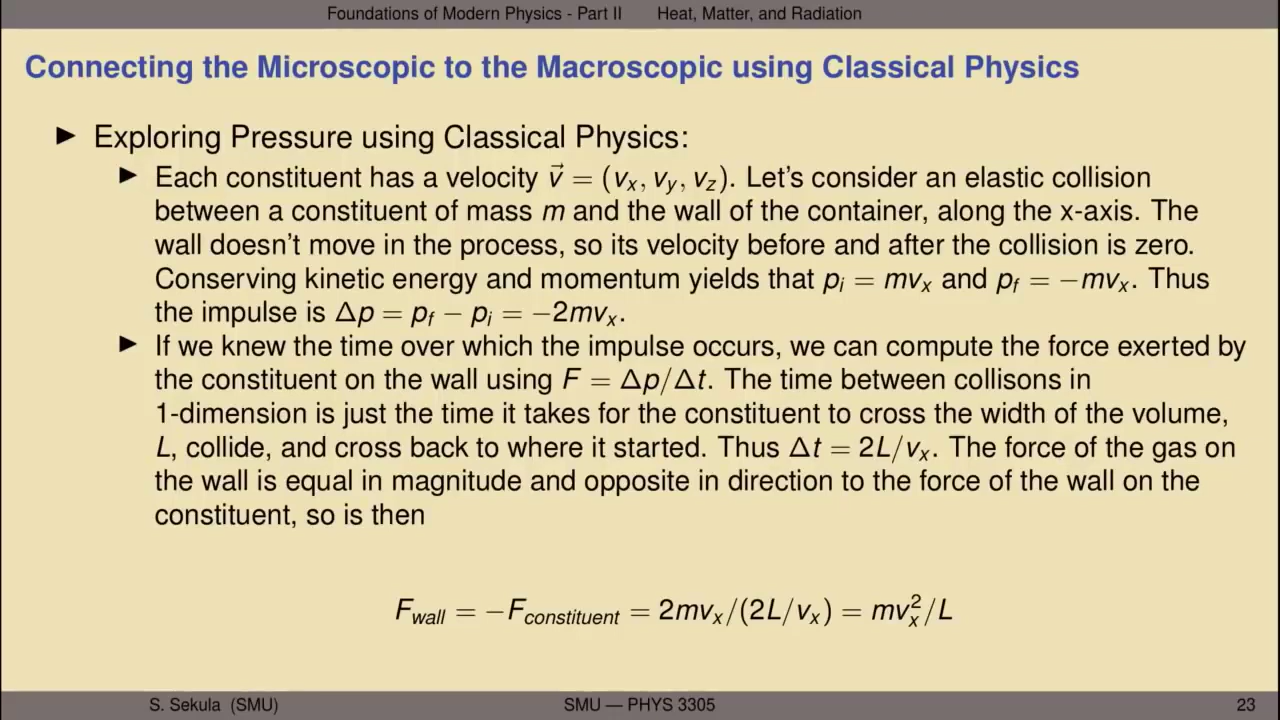 Foundations of Modern Physics - Part II Heat, Matter, and Radiation
Connecting the Microscopic to the Macroscopic using Classical Physics
▶ Exploring Pressure using Classical Physics:
▶ Each constituent has a velocity v⃗ = (vₓ, v_y, v_z). Let's consider an elastic collision
between a constituent of mass m and the wall of the container, along the x-axis. The
wall doesn't move in the process, so its velocity before and after the collision is zero.
Conserving kinetic energy and momentum yields that pᵢ = mvₓ and p_f = −mvₓ. Thus
the impulse is Δp = p_f − pᵢ = −2mvₓ.
▶ If we knew the time over which the impulse occurs, we can compute the force exerted by
the constituent on the wall using F = Δp/Δt. The time between collisons in
1-dimension is just the time it takes for the constituent to cross the width of the volume,
L, collide, and cross back to where it started. Thus Δt = 2L/vₓ. The force of the gas on
the wall is equal in magnitude and opposite in direction to the force of the wall on the
constituent, so is then
F_wall = −F_constituent = 2mvₓ/(2L/vₓ) = mvₓ²/L
S. Sekula (SMU) SMU — PHYS 3305 23